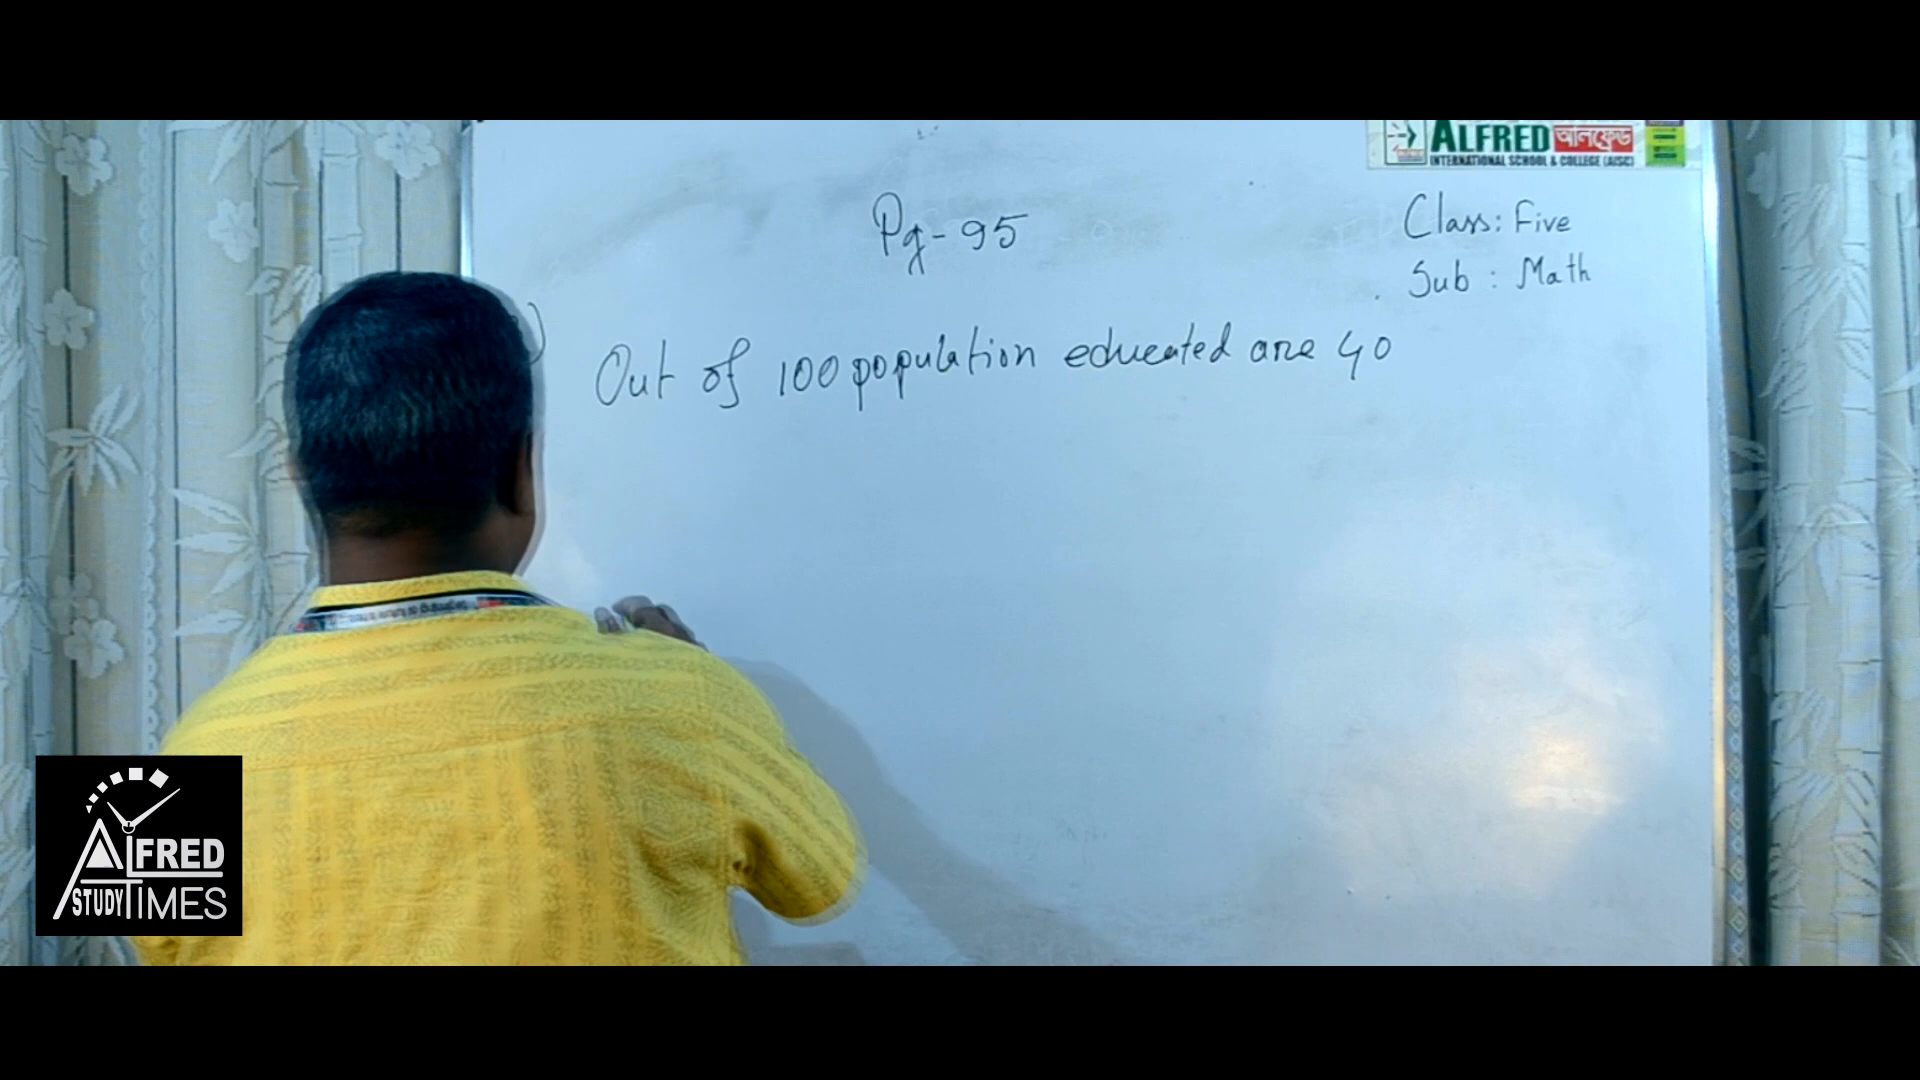 ALFRED অলফ্রেড
INTERNATIONAL SCHOOL & COLLEGE (AISC)
Pg-95
Class: Five
Sub : Math
)
Out of 100 population educated are 40
ALFRED
STUDY TIMES